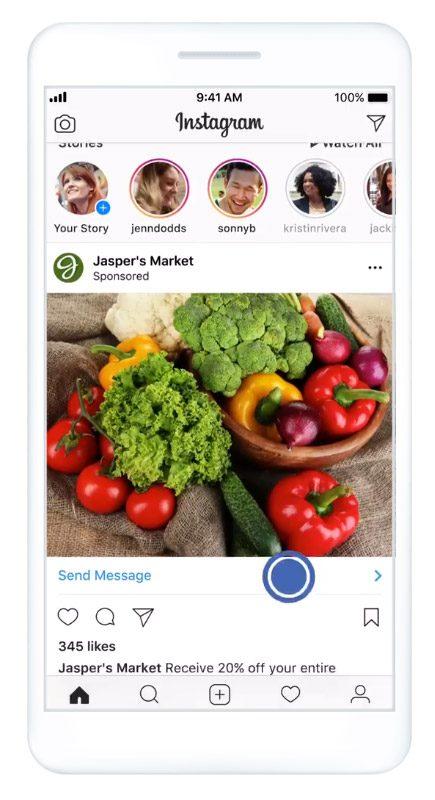 9:41 AM 100%
Instagram
Stories Watch All
Your Story jenndodds sonnyb kristinrivera jack
Jasper's Market
Sponsored
Send Message
345 likes
Jasper's Market Receive 20% off your entire